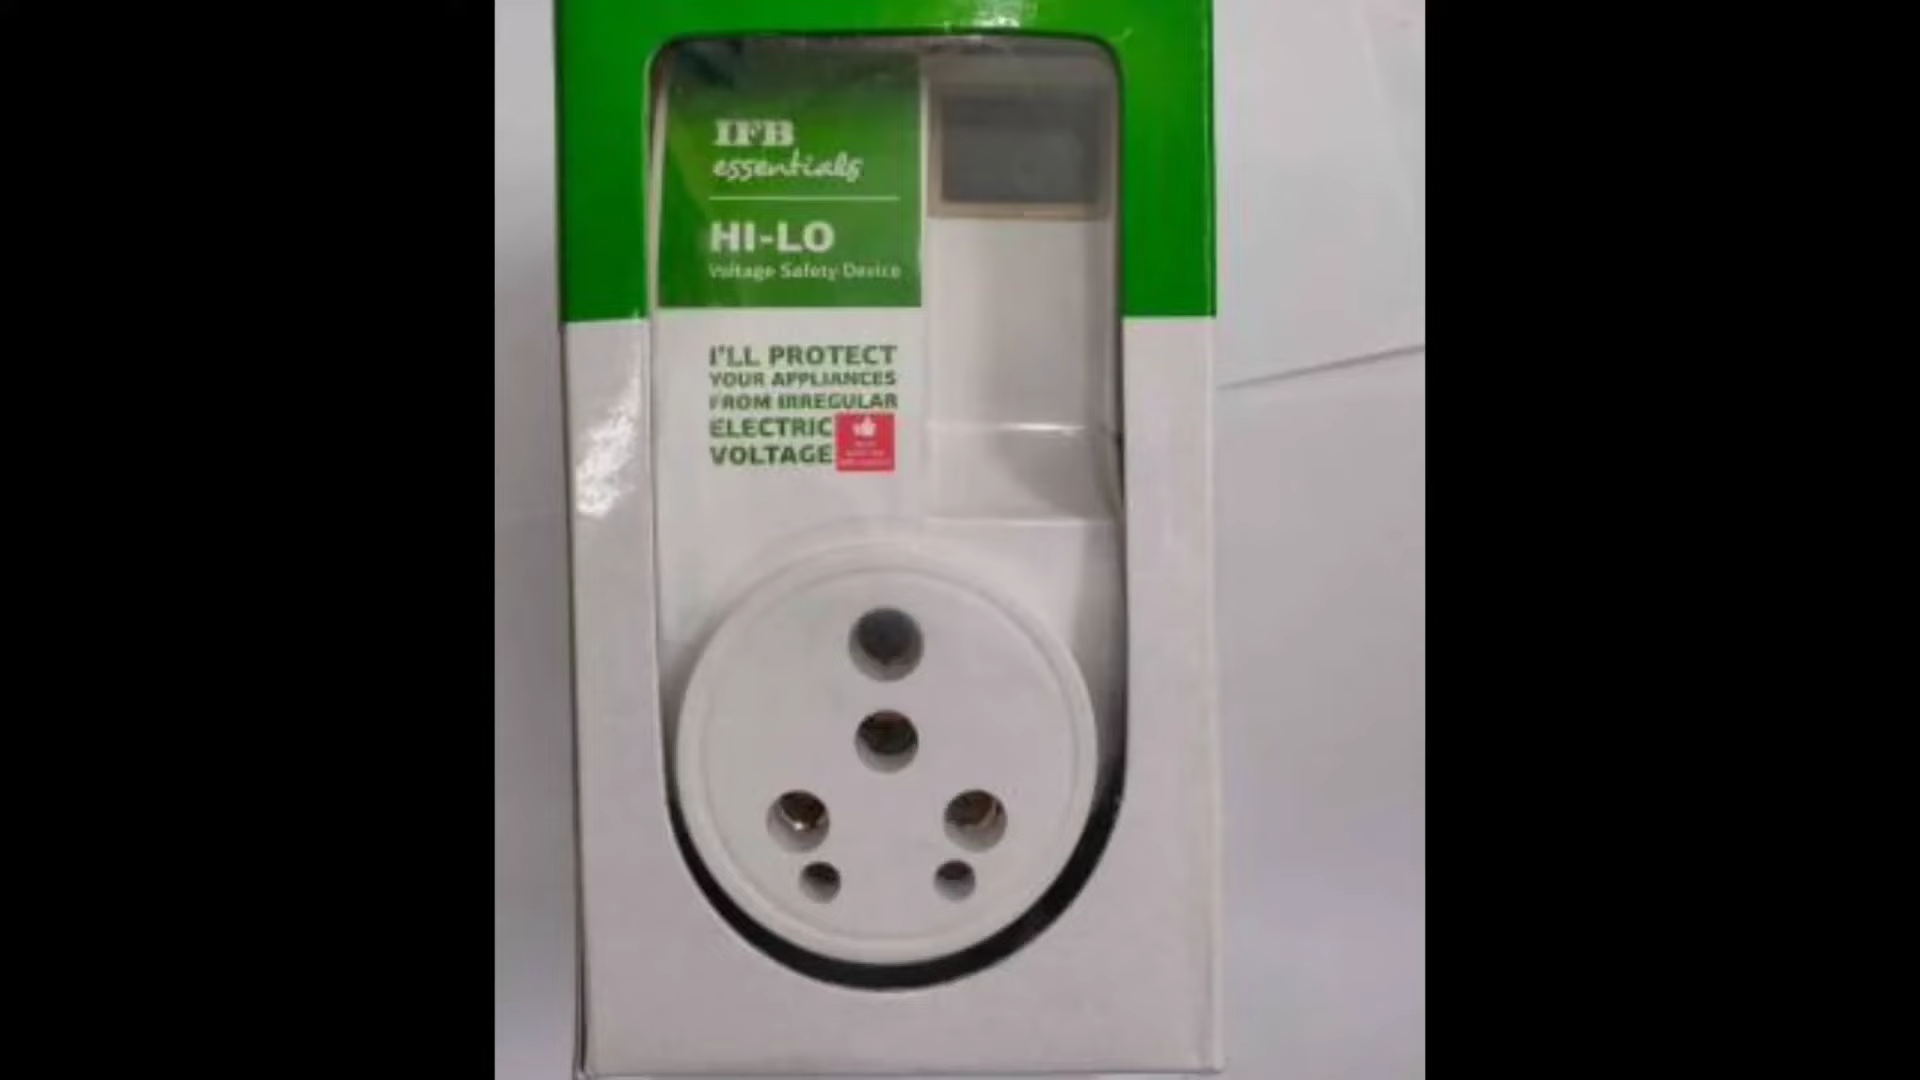 IFB
essentials
HI-LO
Voltage Safety Device
I'LL PROTECT
YOUR APPLIANCES
FROM IRREGULAR
ELECTRIC
VOLTAGE